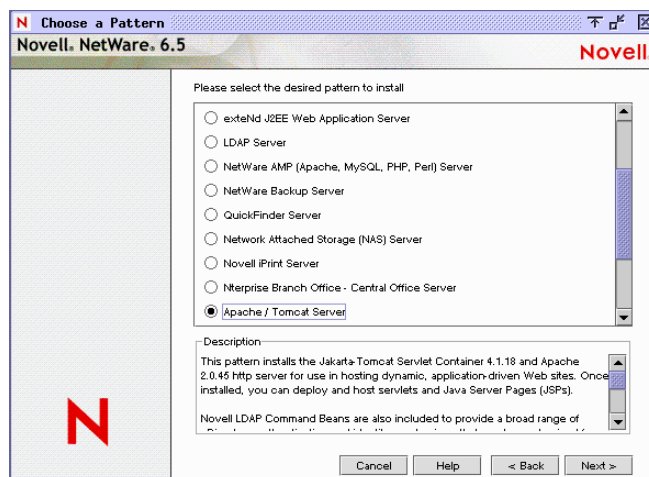 N Choose a Pattern
Novell. NetWare. 6.5
Novell.
Please select the desired pattern to install
exteNd J2EE Web Application Server
LDAP Server
NetWare AMP (Apache, MySQL, PHP, Perl) Server
NetWare Backup Server
QuickFinder Server
Network Attached Storage (NAS) Server
Novell iPrint Server
Nterprise Branch Office - Central Office Server
Apache / Tomcat Server
Description
This pattern installs the Jakarta-Tomcat Servlet Container 4.1.18 and Apache
2.0.45 http server for use in hosting dynamic, application-driven Web sites. Once
installed, you can deploy and host servlets and Java Server Pages (JSPs).
Novell LDAP Command Beans are also included to provide a broad range of
N
Cancel
Help
< Back
Next >